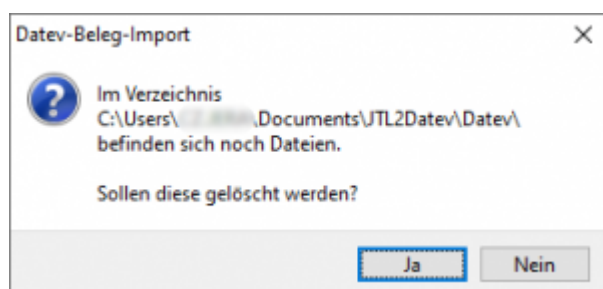 Datev-Beleg-Import
Im Verzeichnis
C:\Users\ .Documents\JTL2Datev\Datev\
befinden sich noch Dateien.
Sollen diese gelöscht werden?
Ja
Nein